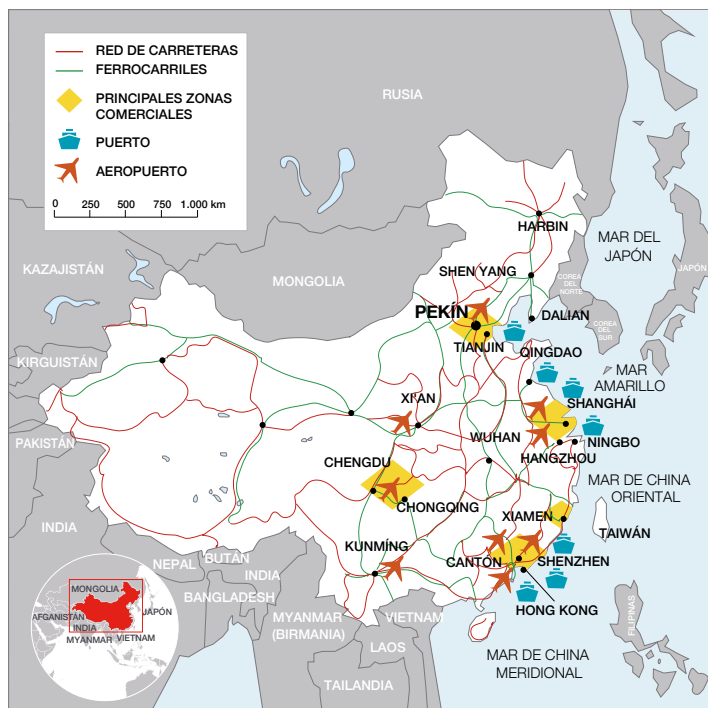 RED DE CARRETERAS
FERROCARRILES
PRINCIPALES ZONAS
COMERCIALES
PUERTO
AEROPUERTO
0 250 500 750 1.000 km
RUSIA
KAZAJISTÁN
MONGOLIA
HARBIN
MAR DEL
JAPÓN
JAPÓN
SHEN YANG
COREA
DEL
NORTE
PEKÍN
DALIAN
COREA
DEL
SUR
TIANJIN
QINGDAO
KIRGUISTÁN
MAR
AMARILLO
XI'AN
SHANGHÁI
PAKISTÁN
WUHAN
NINGBO
HANGZHOU
CHENGDU
MAR DE CHINA
ORIENTAL
CHONGQING
XIAMEN
TAIWÁN
INDIA
KUNMÍNG
CANTÓN
SHENZHEN
NEPAL
BUTÁN
INDIA
BANGLADESH
HONG KONG
MYANMAR
(BIRMANIA)
VIETNAM
LAOS
FILIPINAS
MAR DE CHINA
MERIDIONAL
TAILANDIA
MONGOLIA
JAPÓN
AFGANISTÁN
INDIA
MYANMAR
VIETNAM